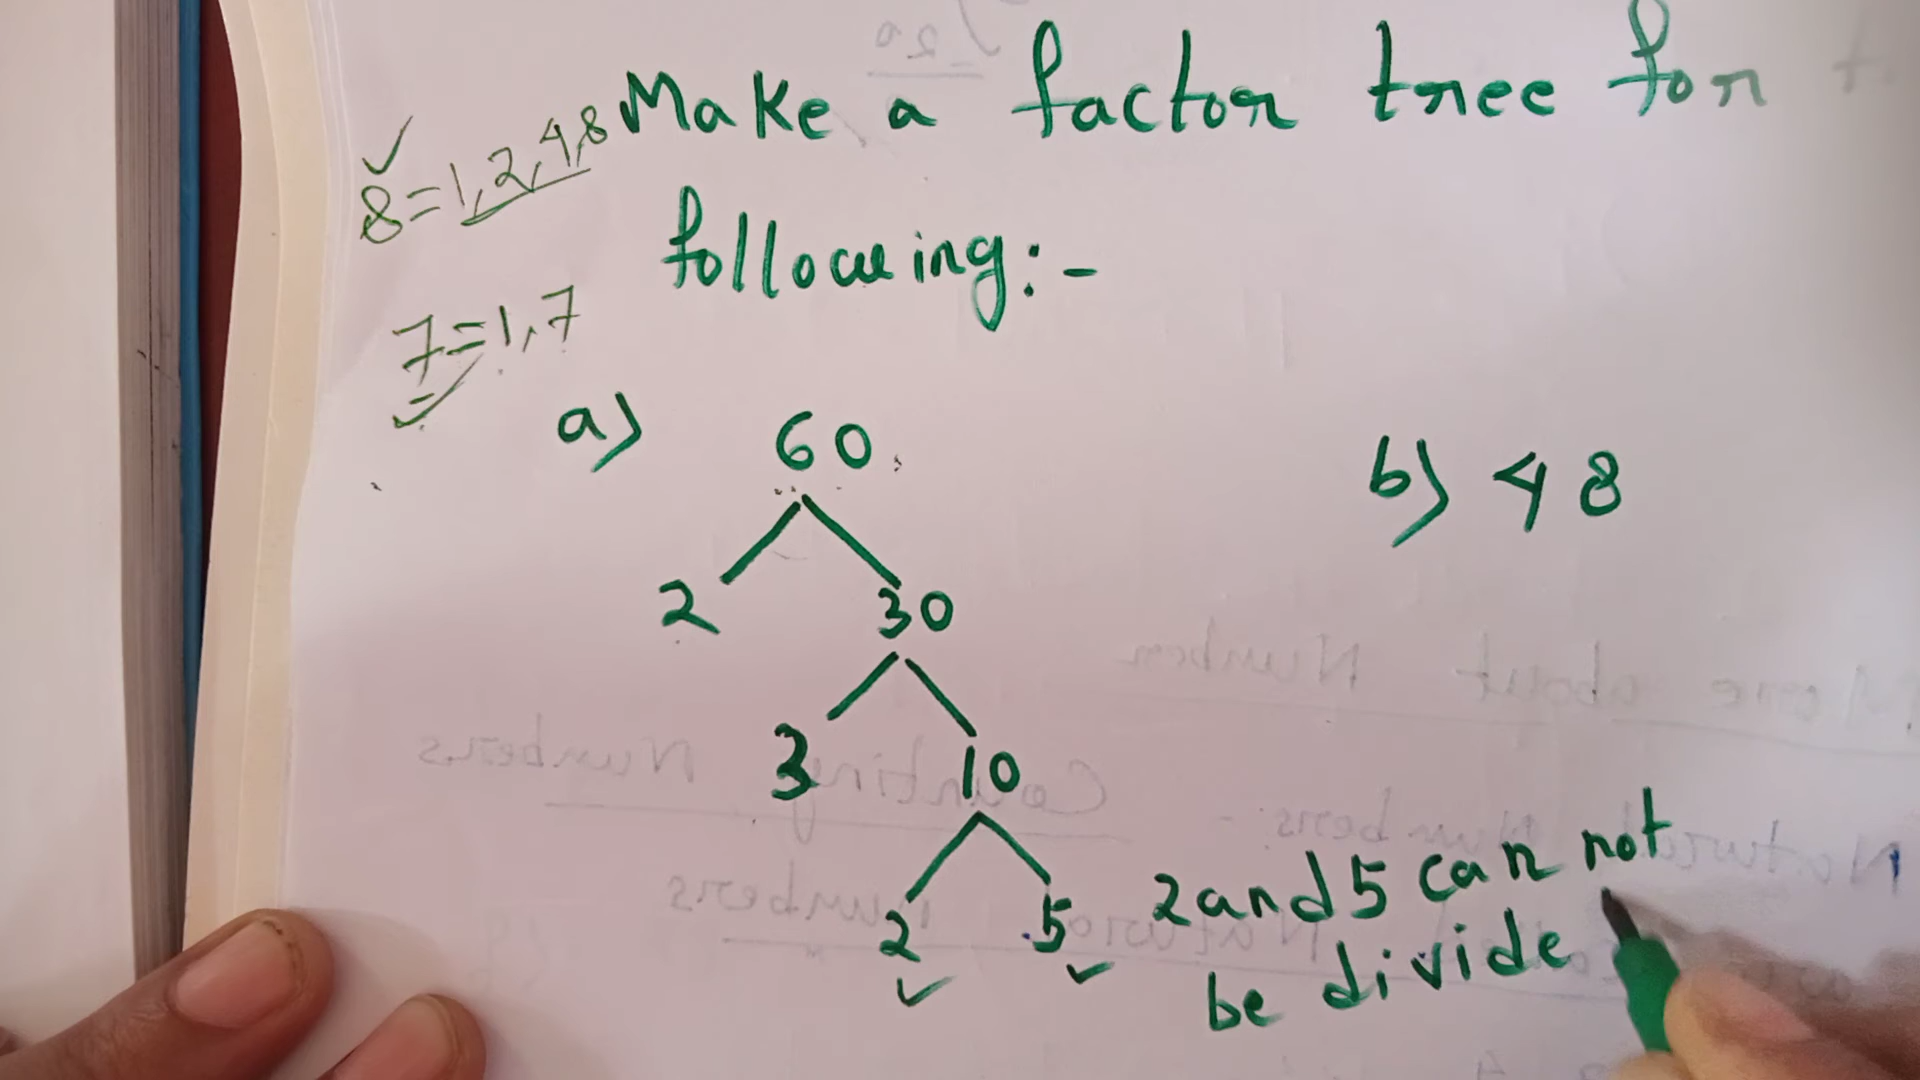 Make a factor tree for
following:-
8=1,2,4,8
7=1,7
a) 60
b) 48
2 30
3 10
2 5
2 and 5 can not
be divide